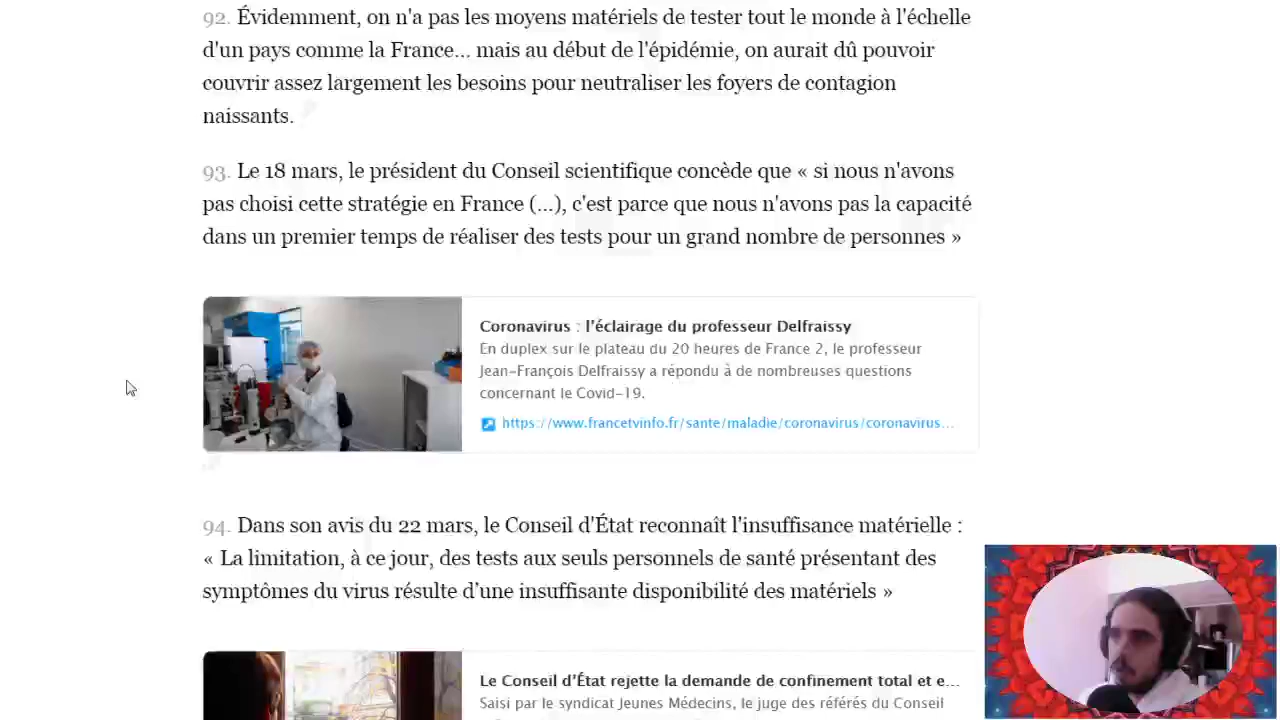 92. Évidemment, on n'a pas les moyens matériels de tester tout le monde à l'échelle
d'un pays comme la France... mais au début de l'épidémie, on aurait dû pouvoir
couvrir assez largement les besoins pour neutraliser les foyers de contagion
naissants.
93. Le 18 mars, le président du Conseil scientifique concède que « si nous n'avons
pas choisi cette stratégie en France (...), c'est parce que nous n'avons pas la capacité
dans un premier temps de réaliser des tests pour un grand nombre de personnes »
Coronavirus : l'éclairage du professeur Delfraissy
En duplex sur le plateau du 20 heures de France 2, le professeur
Jean-François Delfraissy a répondu à de nombreuses questions
concernant le Covid-19.
https://www.francetvinfo.fr/sante/maladie/coronavirus/coronavirus...
94. Dans son avis du 22 mars, le Conseil d'État reconnaît l'insuffisance matérielle :
« La limitation, à ce jour, des tests aux seuls personnels de santé présentant des
symptômes du virus résulte d'une insuffisante disponibilité des matériels »
Le Conseil d'État rejette la demande de confinement total et e...
Saisi par le syndicat Jeunes Médecins, le juge des référés du Conseil